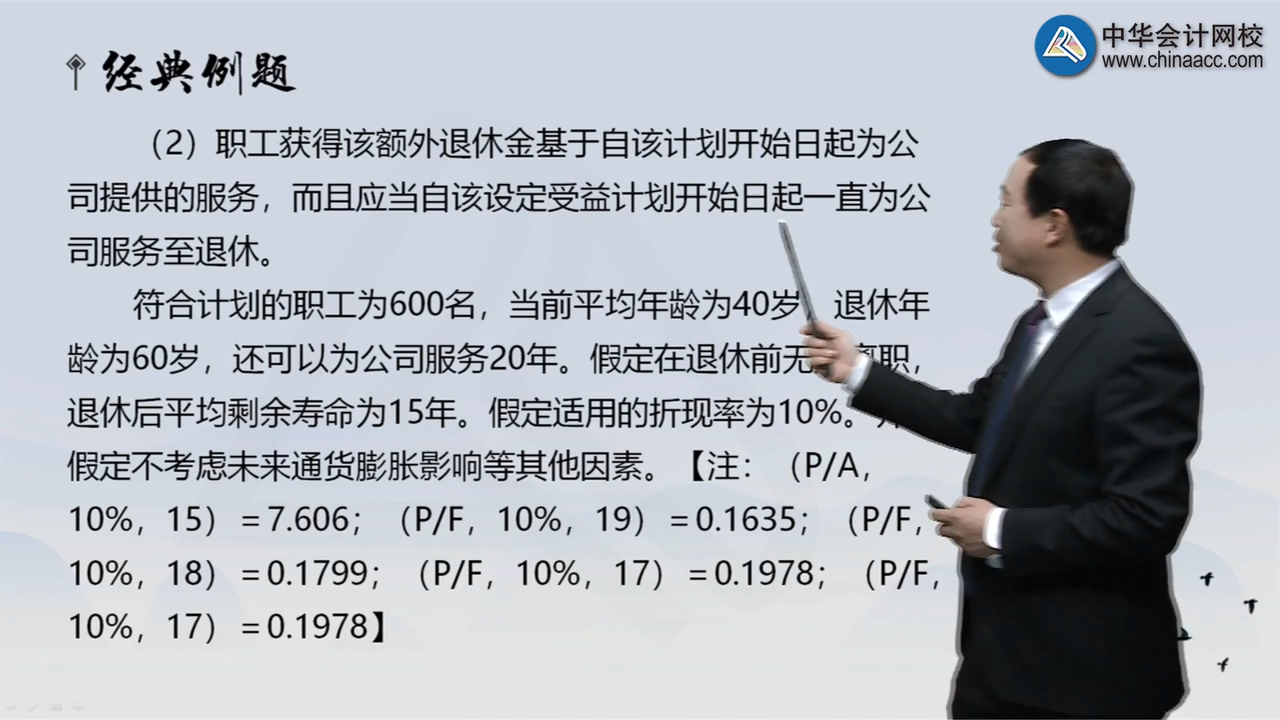 中华会计网校
www.chinaacc.com
经典例题
（2）职工获得该额外退休金基于自该计划开始日起为公
司提供的服务，而且应当自该设定受益计划开始日起一直为公
司服务至退休。
符合计划的职工为600名，当前平均年龄为40岁，退休年
龄为60岁，还可以为公司服务20年。假定在退休前无 离职，
退休后平均剩余寿命为15年。假定适用的折现率为10%。
假定不考虑未来通货膨胀影响等其他因素。【注：（P/A，
10%，15）＝7.606；（P/F，10%，19）＝0.1635；（P/F，
10%，18）＝0.1799；（P/F，10%，17）＝0.1978；（P/F，
10%，17）＝0.1978】